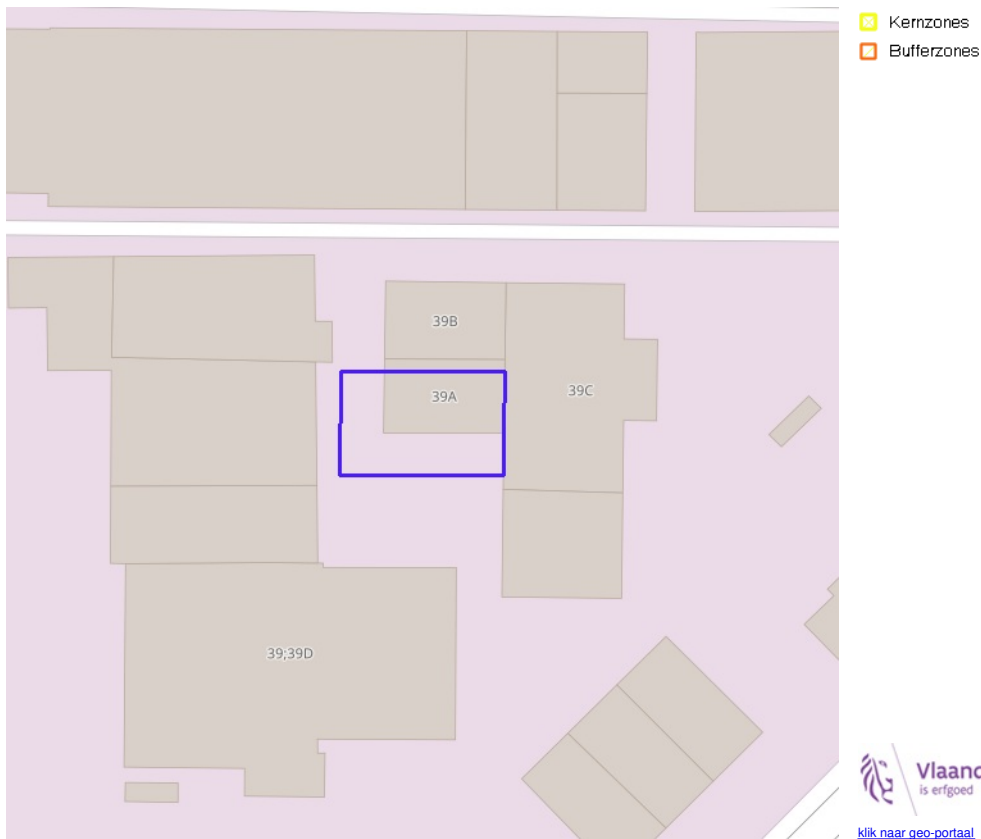 Kernzones
Bufferzones
39B
39A
39C
39;39D
Vlaand
is erfgoed
klik naar geo-portaal